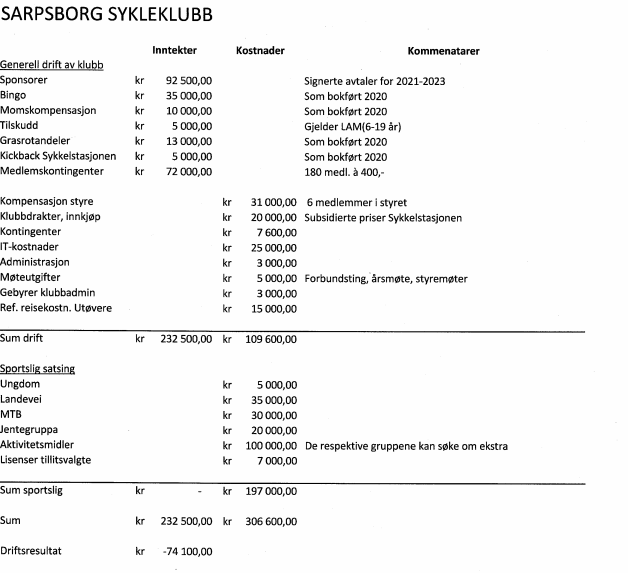 SARPSBORG SYKLEKLUBB
Inntekter Kostnader Kommenatarer
Generell drift av klubb
Sponsorer kr 92 500,00 Signerte avtaler for 2021-2023
Bingo kr 35 000,00 Som bokført 2020
Momskompensasjon kr 10 000,00 Som bokført 2020
Tilskudd kr 5 000,00 Gjelder LAM(6-19 år)
Grasrotandeler kr 13 000,00 Som bokført 2020
Kickback Sykkelstasjonen kr 5 000,00 Som bokført 2020
Medlemskontingenter kr 72 000,00 180 medl. à 400,-
Kompensasjon styre kr 31 000,00 6 medlemmer i styret
Klubbdrakter, innkjøp kr 20 000,00 Subsidierte priser Sykkelstasjonen
Kontingenter kr 7 600,00
IT-kostnader kr 25 000,00
Administrasjon kr 3 000,00
Møteutgifter kr 5 000,00 Forbundsting, årsmøte, styremøter
Gebyrer klubbadmin kr 3 000,00
Ref. reisekostn. Utøvere kr 15 000,00
Sum drift kr 232 500,00 kr 109 600,00
Sportslig satsing
Ungdom kr 5 000,00
Landevei kr 35 000,00
MTB kr 30 000,00
Jentegruppa kr 20 000,00
Aktivitetsmidler kr 100 000,00 De respektive gruppene kan søke om ekstra
Lisenser tillitsvalgte kr 7 000,00
Sum sportslig kr - kr 197 000,00
Sum kr 232 500,00 kr 306 600,00
Driftsresultat kr -74 100,00